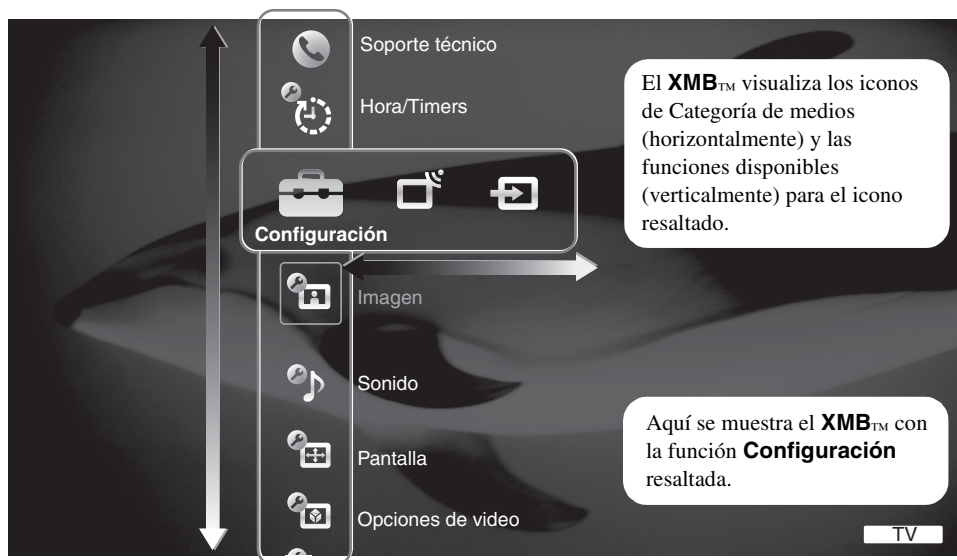 Soporte técnico
Hora/Timers
El XMB™ visualiza los iconos
de Categoría de medios
(horizontalmente) y las
funciones disponibles
(verticalmente) para el icono
resaltado.
Configuración
Imagen
Sonido
Pantalla
Opciones de video
Aquí se muestra el XMB™ con
la función Configuración
resaltada.
TV